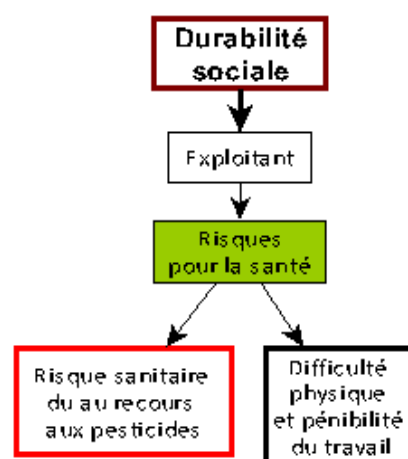 Durabilité
sociale
Exploitant
Risques
pour la santé
Risque sanitaire
du au recours
aux pesticides
Difficulté
physique
et pénibilité
du travail